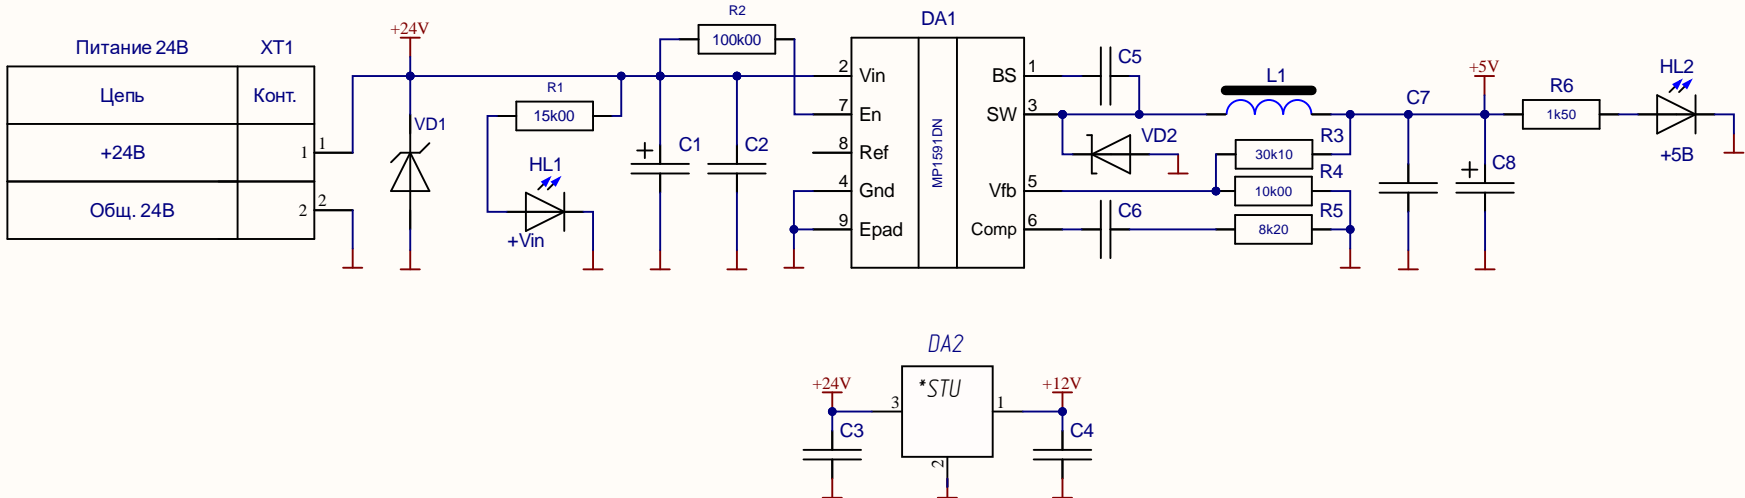 Питание 24В XT1
Цепь Конт.
+24В 1 1
Общ. 24В 2 2
+24V
VD1
R1
15k00
HL1
+Vin
R2
100k00
C1
C2
DA1
MP1591DN
2 Vin
7 En
8 Ref
4 Gnd
9 Epad
BS 1
SW 3
Vfb 5
Comp 6
C5
L1
VD2
R3
30k10
R4
10k00
C6
R5
8k20
C7
+5V
C8
R6
1k50
HL2
+5В
DA2
*STU
+24V
3
1
2
+12V
C3
C4